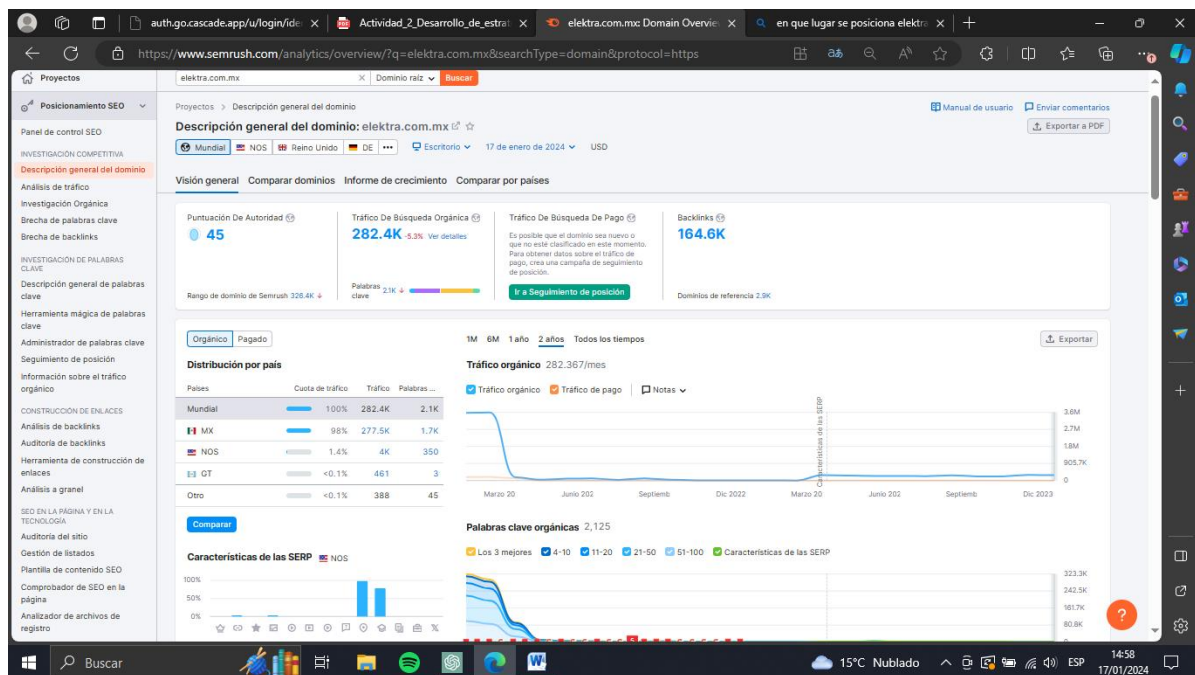 auth.go.cascade.app/u/login/ide
Actividad_2_Desarrollo_de_estrat
elektra.com.mx: Domain Overvie
en que lugar se posiciona elektra
https://www.semrush.com/analytics/overview/?q=elektra.com.mx&searchType=domain&protocol=https
Proyectos
elektra.com.mx
Dominio raíz
Buscar
Posicionamiento SEO
Panel de control SEO
INVESTIGACIÓN COMPETITIVA
Descripción general del dominio
Análisis de tráfico
Investigación Orgánica
Brecha de palabras clave
Brecha de backlinks
INVESTIGACIÓN DE PALABRAS
CLAVE
Descripción general de palabras
clave
Herramienta mágica de palabras
clave
Administrador de palabras clave
Seguimiento de posición
Información sobre el tráfico
orgánico
CONSTRUCCIÓN DE ENLACES
Análisis de backlinks
Auditoría de backlinks
Herramienta de construcción de
enlaces
Análisis a granel
SEO EN LA PÁGINA Y EN LA
TECNOLOGÍA
Auditoría del sitio
Gestión de listados
Plantilla de contenido SEO
Comprobador de SEO en la
página
Analizador de archivos de
registro
Proyectos > Descripción general del dominio
Manual de usuario
Enviar comentarios
Descripción general del dominio: elektra.com.mx
Exportar a PDF
Mundial NOS Reino Unido DE ••• Escritorio 17 de enero de 2024 USD
Visión general Comparar dominios Informe de crecimiento Comparar por países
Puntuación De Autoridad
45
Rango de dominio de Semrush 326.4K
Tráfico De Búsqueda Orgánica
282.4K -5.3% Ver detalles
Palabras
clave 2.1K
Tráfico De Búsqueda De Pago
Es posible que el dominio sea nuevo o
que no esté clasificado en este momento.
Para obtener datos sobre el tráfico de
pago, crea una campaña de seguimiento
de posición.
Ir a Seguimiento de posición
Backlinks
164.6K
Dominios de referencia 2.9K
Orgánico Pagado
Distribución por país
Países Cuota de tráfico Tráfico Palabras ...
Mundial 100% 282.4K 2.1K
MX 98% 277.5K 1.7K
NOS 1.4% 4K 350
GT <0.1% 461 3
Otro <0.1% 388 45
Comparar
Características de las SERP NOS
100%
50%
0%
1M 6M 1 año 2 años Todos los tiempos
Exportar
Tráfico orgánico 282.367/mes
Tráfico orgánico Tráfico de pago Notas
Características de las SERP
3.6M
2.7M
1.8M
905.7K
0
Marzo 20 Junio 202 Septiemb Dic 2022 Marzo 20 Junio 202 Septiemb Dic 2023
Palabras clave orgánicas 2,125
Los 3 mejores 4-10 11-20 21-50 51-100 Características de las SERP
323.3K
242.5K
161.7K
80.8K
?
Buscar
15°C Nublado
ESP
14:58
17/01/2024